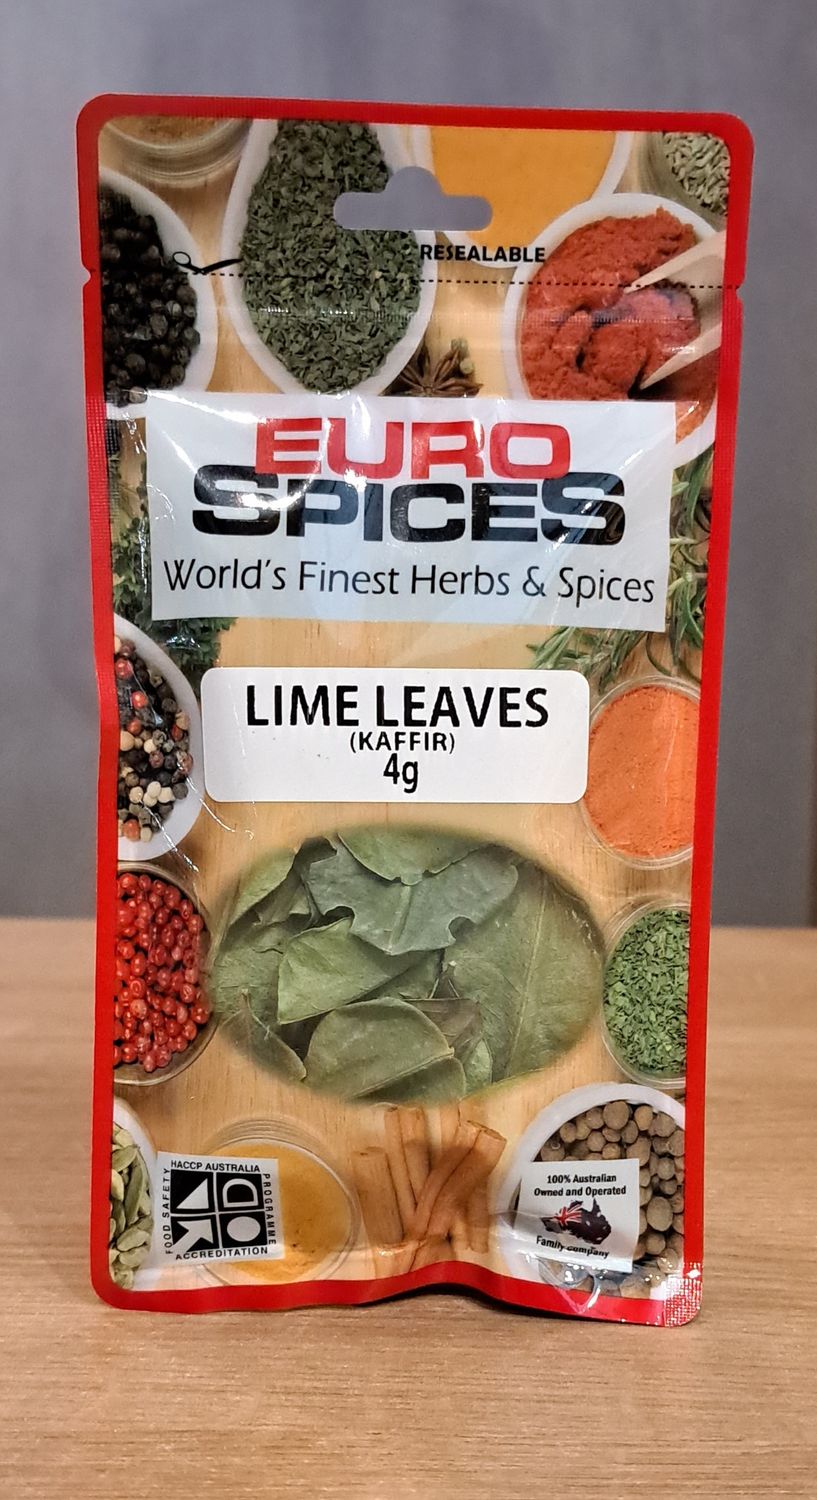 RESEALABLE
EURO
SPICES
World's Finest Herbs & Spices
LIME LEAVES
(KAFFIR)
4g
HACCP AUSTRALIA
FOOD SAFETY
PROGRAMME
ACCREDITATION
100% Australian
Owned and Operated
Family company